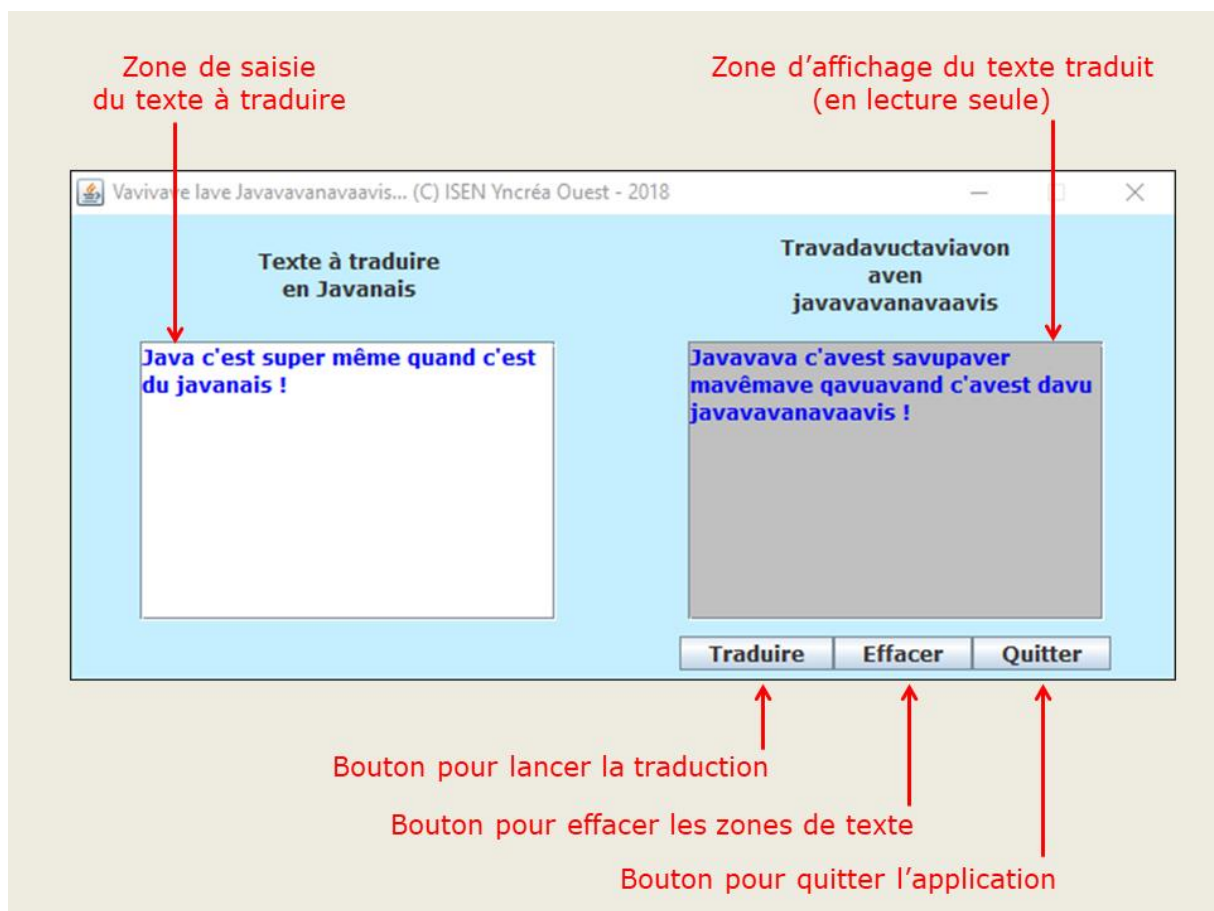 Zone de saisie
du texte à traduire
Zone d’affichage du texte traduit
(en lecture seule)
Vavivave lave Javavavanavaavis... (C) ISEN Yncréa Ouest - 2018
Texte à traduire
en Javanais
Travadavuctaviavon
aven
javavavanavaavis
Java c'est super même quand c'est
du javanais !
Javavava c'avest savupaver
mavêmave qavuavand c'avest davu
javavavanavaavis !
Traduire
Effacer
Quitter
Bouton pour lancer la traduction
Bouton pour effacer les zones de texte
Bouton pour quitter l’application